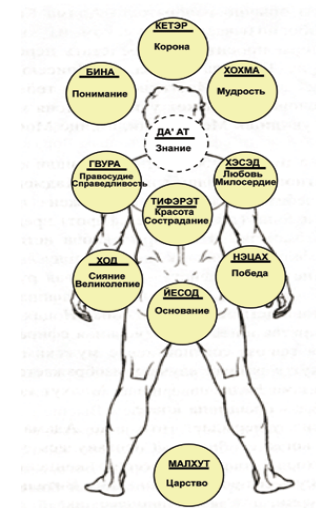 КЕТЭР
Корона
БИНА
Понимание
ХОХМА
Мудрость
ДА' АТ
Знание
ГВУРА
Правосудие
Справедливость
ХЭСЭД
Любовь
Милосердие
ТИФЭРЭТ
Красота
Сострадание
ХОД
Сияние
Великолепие
НЭЦАХ
Победа
ЙЕСОД
Основание
МАЛХУТ
Царство